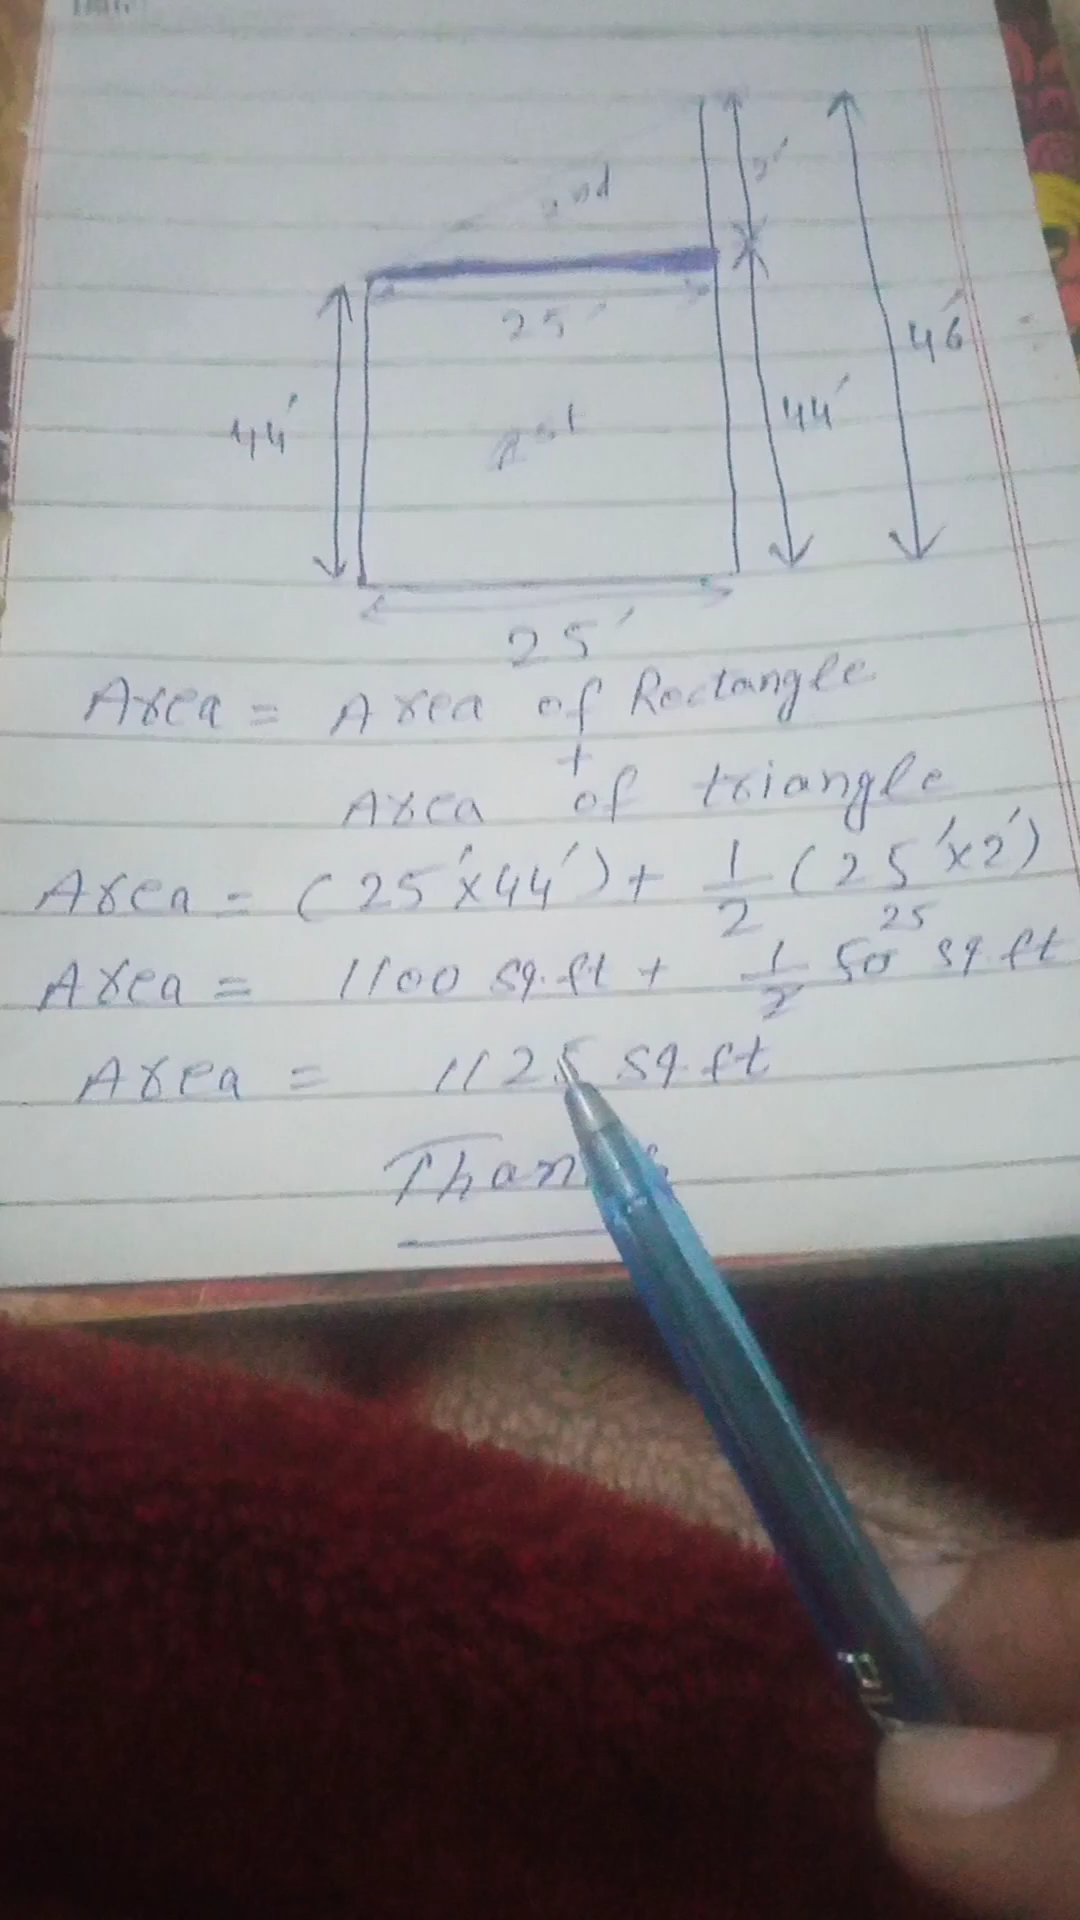 2nd
2'
25'
46'
44'
44'
1st
25'
Area = Area of Rectangle
+
Area of triangle
Area = (25'x44') + 1/2 (25'x2')
25
Area = 1100 sq.ft + 1/2 50 sq.ft
Area = 1125 sq.ft